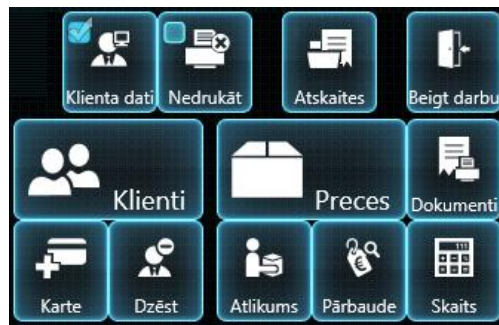 Klienta dati
Nedrukāt
Atskaites
Beigt darbu
Klienti
Preces
Dokumenti
Karte
Dzēst
Atlikums
Pārbaude
Skaits